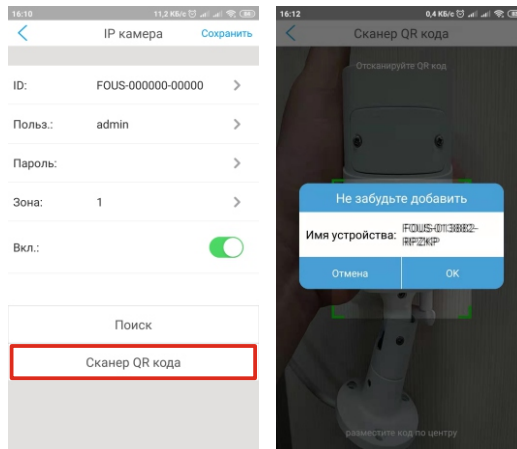 16:10
11,2 КБ/с
IP камера
Сохранить
ID:
FOUS-000000-00000
Польз.:
admin
Пароль:
Зона:
1
Вкл.:
Поиск
Сканер QR кода
16:12
0,4 КБ/с
Сканер QR кода
Отсканируйте QR код
Не забудьте добавить
Имя устройства:
Отмена
OK
разместите код по центру